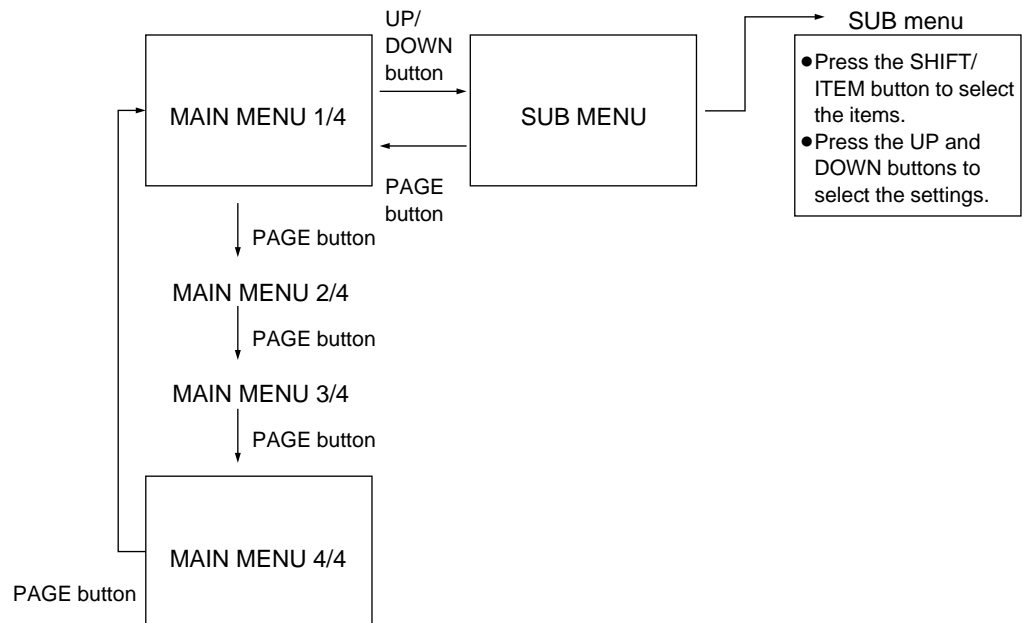 UP/
DOWN
button
SUB menu
●Press the SHIFT/
ITEM button to select
the items.
●Press the UP and
DOWN buttons to
select the settings.
MAIN MENU 1/4
SUB MENU
PAGE
button
PAGE button
MAIN MENU 2/4
PAGE button
MAIN MENU 3/4
PAGE button
MAIN MENU 4/4
PAGE button